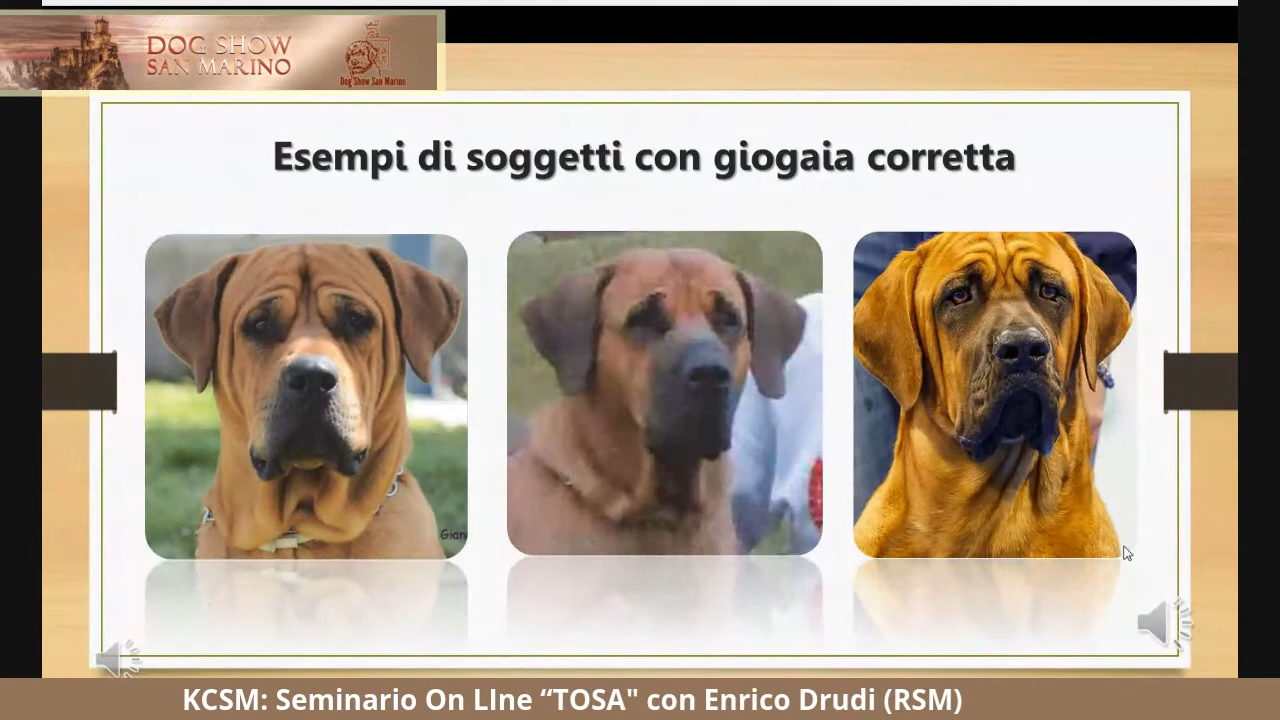 DOG SHOW
SAN MARINO
Dog Show San Marino
Esempi di soggetti con giogaia corretta
Gian
KCSM: Seminario On LIne “TOSA" con Enrico Drudi (RSM)